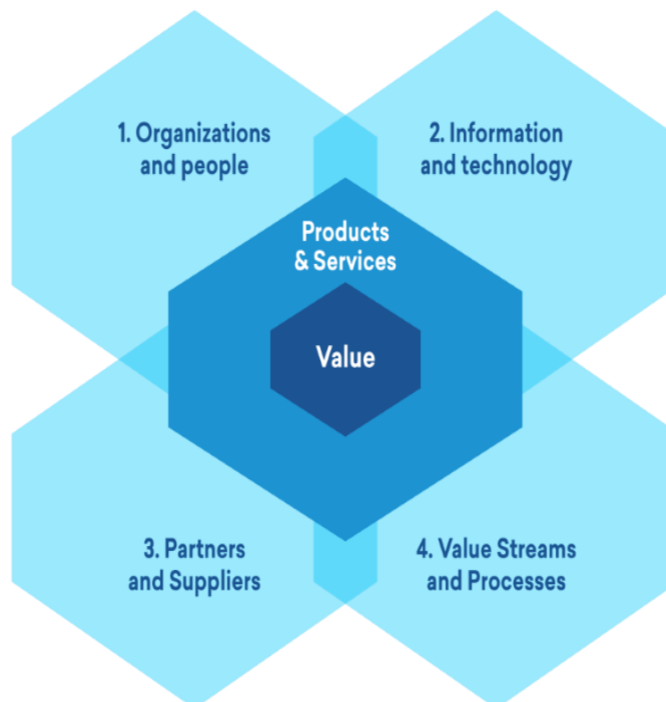 1. Organizations
and people
2. Information
and technology
Products
& Services
Value
3. Partners
and Suppliers
4. Value Streams
and Processes